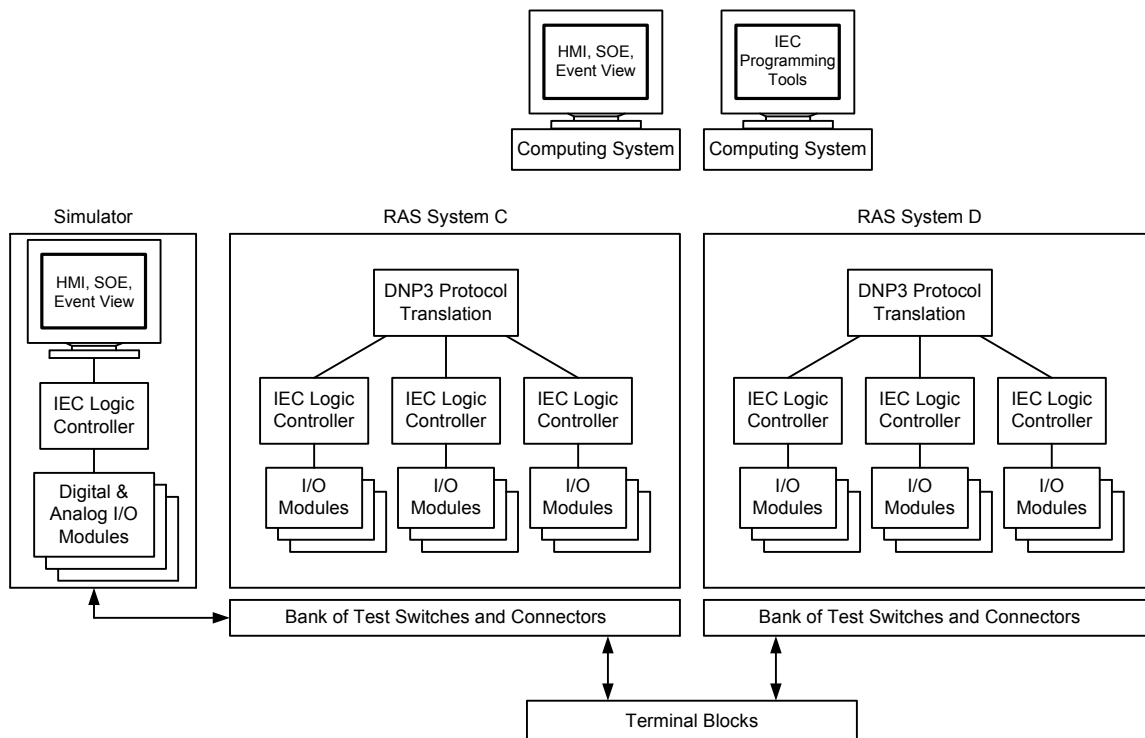 HMI, SOE,
Event View
IEC
Programming
Tools
Computing System
Computing System
Simulator
RAS System C
RAS System D
HMI, SOE,
Event View
IEC Logic
Controller
Digital &
Analog I/O
Modules
DNP3 Protocol
Translation
IEC Logic
Controller
IEC Logic
Controller
IEC Logic
Controller
I/O
Modules
I/O
Modules
I/O
Modules
DNP3 Protocol
Translation
IEC Logic
Controller
IEC Logic
Controller
IEC Logic
Controller
I/O
Modules
I/O
Modules
I/O
Modules
Bank of Test Switches and Connectors
Bank of Test Switches and Connectors
Terminal Blocks